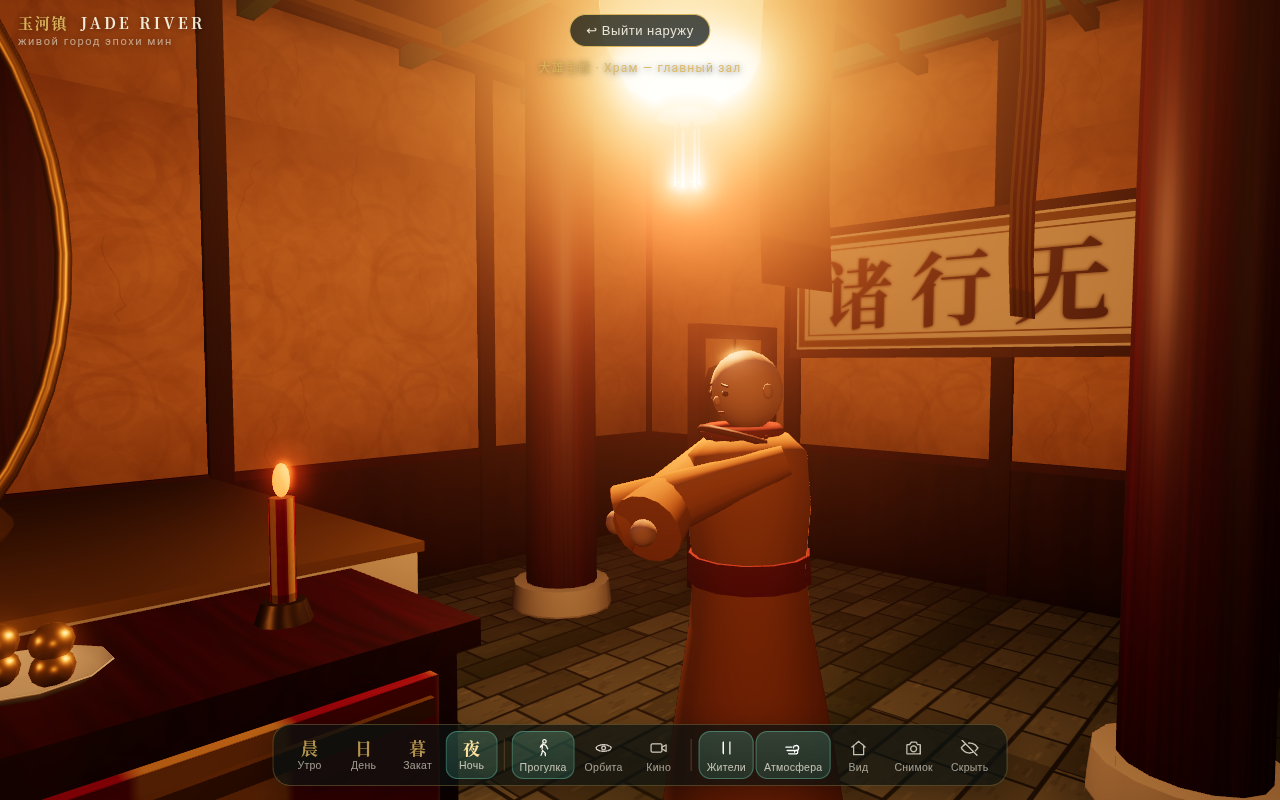 玉河镇 JADE RIVER
живой город эпохи мин
↩ Выйти наружу
· Храм — главный зал
诸行无
晨 日 暮 夜
Утро День Закат Ночь Прогулка Орбита Кино Жители Атмосфера Вид Снимок Скрыть